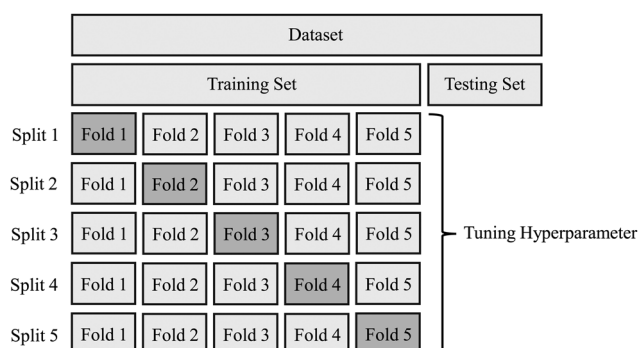 Dataset
Training Set Testing Set
Split 1 Fold 1 Fold 2 Fold 3 Fold 4 Fold 5
Split 2 Fold 1 Fold 2 Fold 3 Fold 4 Fold 5
Split 3 Fold 1 Fold 2 Fold 3 Fold 4 Fold 5 Tuning Hyperparameter
Split 4 Fold 1 Fold 2 Fold 3 Fold 4 Fold 5
Split 5 Fold 1 Fold 2 Fold 3 Fold 4 Fold 5